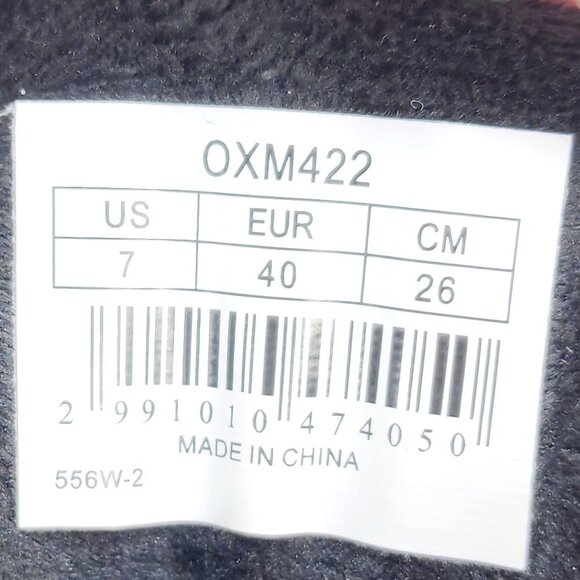 OXM422
US EUR CM
7 40 26
2 991010 474050
MADE IN CHINA
556W-2